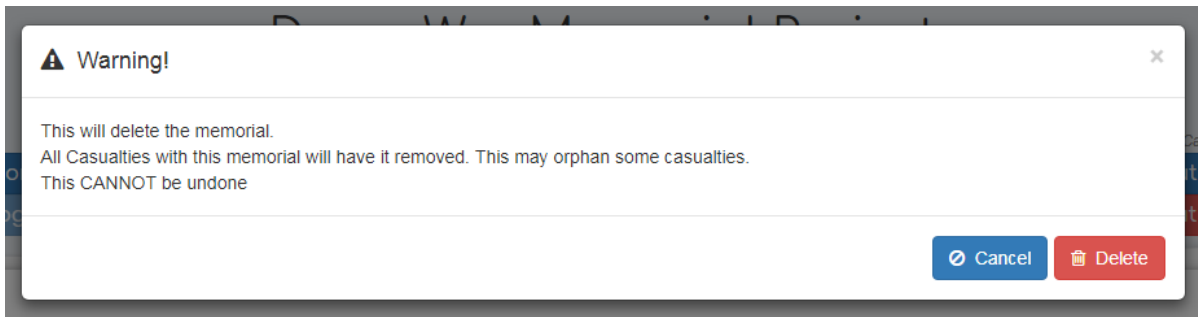 Warning!
×
This will delete the memorial.
All Casualties with this memorial will have it removed. This may orphan some casualties.
This CANNOT be undone
Cancel
Delete